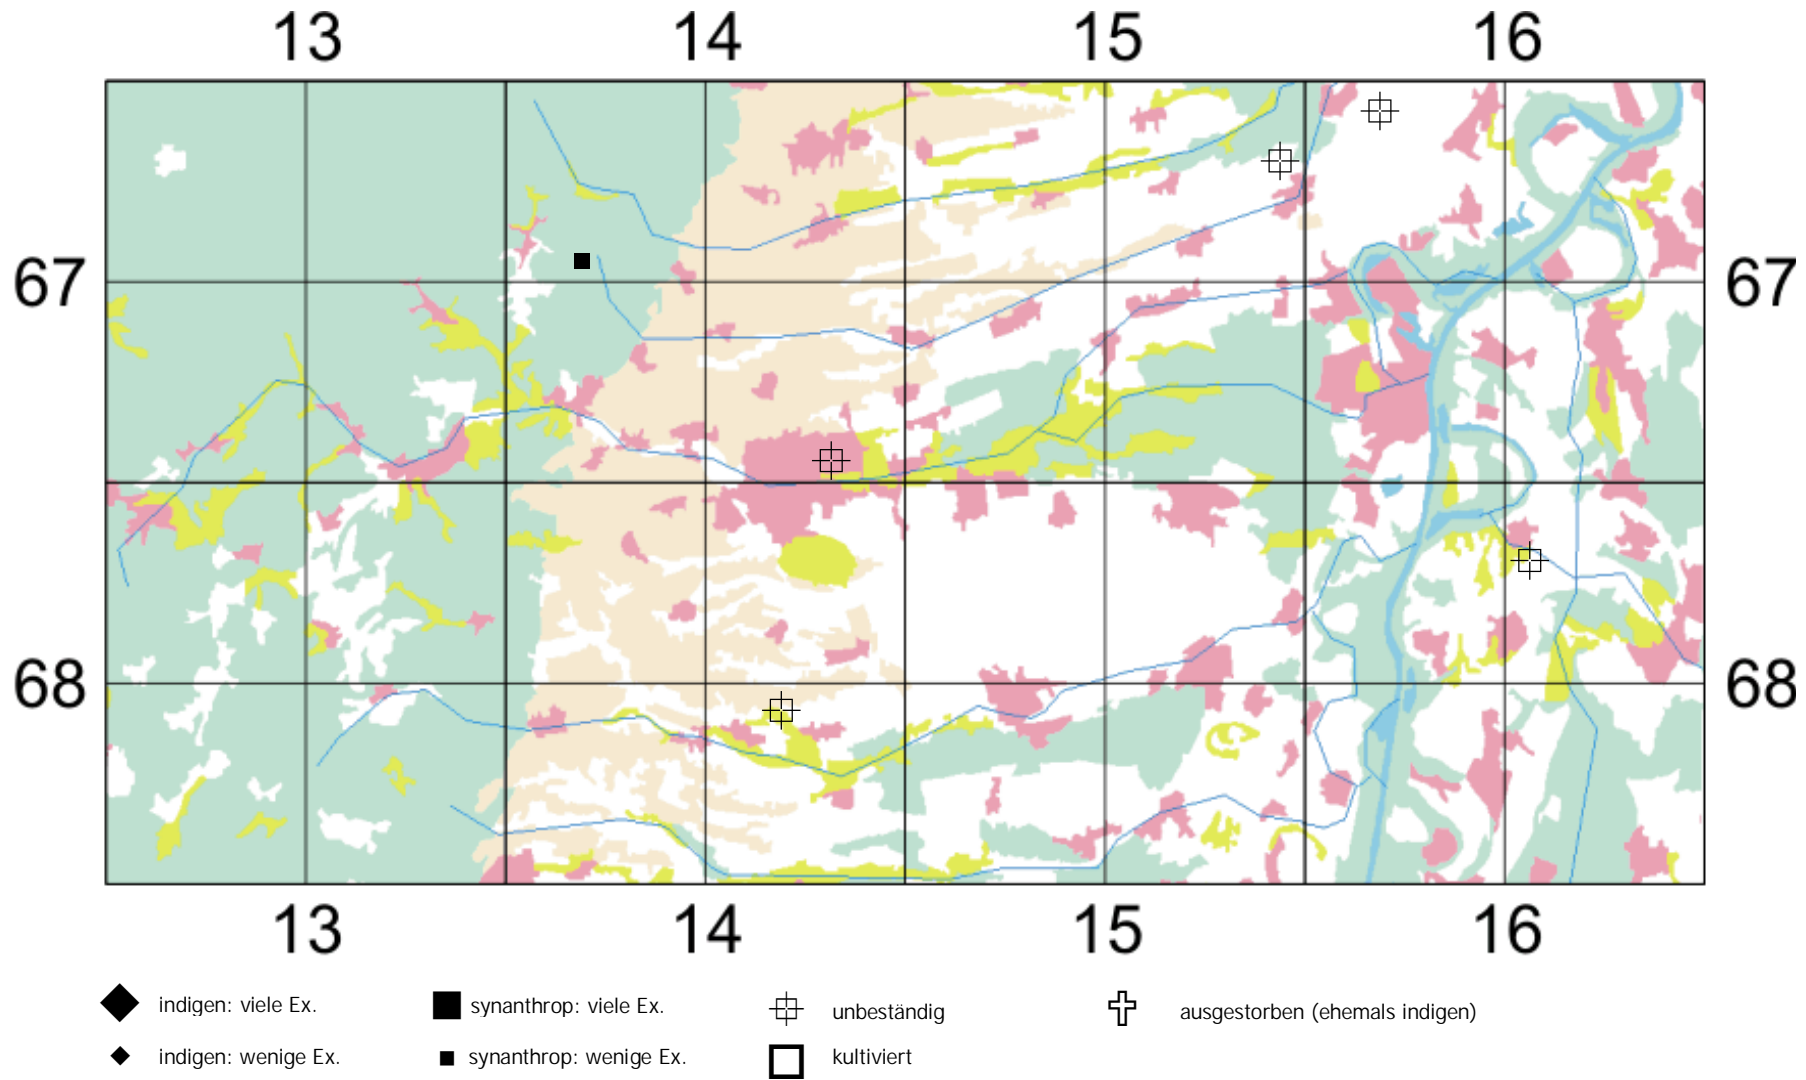 13 14 15 16
67 67
68 68
13 14 15 16
indigen: viele Ex. synanthrop: viele Ex. unbeständig ausgestorben (ehemals indigen)
indigen: wenige Ex. synanthrop: wenige Ex. kultiviert